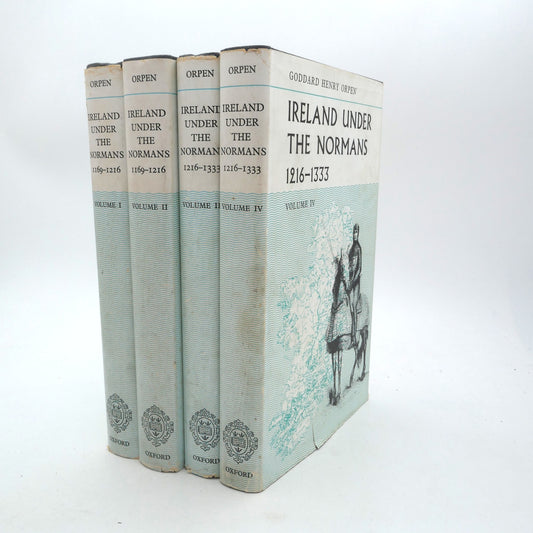 ORPEN
IRELAND
UNDER
THE
NORMANS
1169–1216
VOLUME I
OXFORD
ORPEN
IRELAND
UNDER
THE
NORMANS
1169–1216
VOLUME II
OXFORD
ORPEN
IRELAND
UNDER
THE
NORMANS
1216–1333
VOLUME II
OXFORD
ORPEN
IRELAND
UNDER
THE
NORMANS
1216–1333
VOLUME IV
OXFORD
GODDARD HENRY ORPEN
IRELAND UNDER
THE NORMANS
1216–1333
VOLUME IV